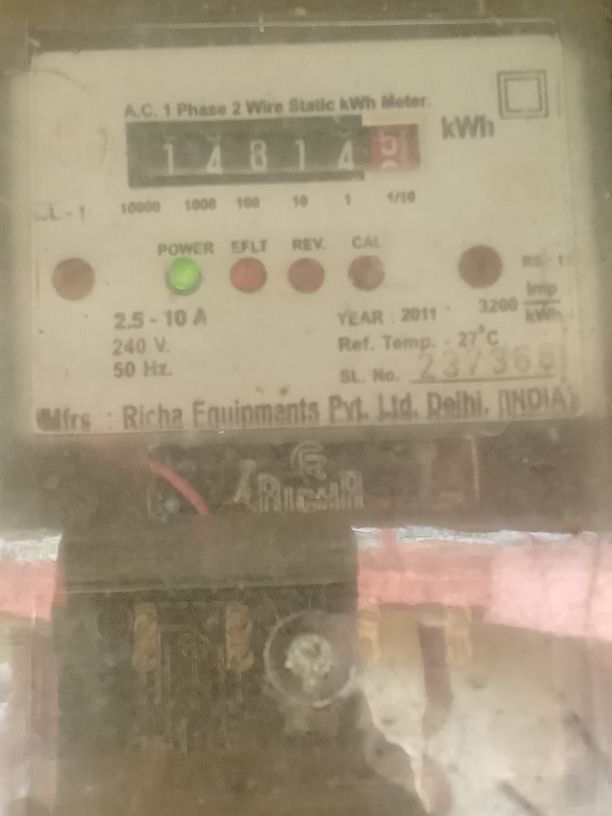 A.C. 1 Phase 2 Wire Static kWh Meter.
1 4 8 1 4 5 kWh
10000 1000 100 10 1 1/10
CL - 1
POWER EFLT REV. CAL
2.5 - 10 A
240 V.
50 Hz.
3200 Imp/kWh
YEAR : 2011
Ref. Temp. - 27°C
SL. No. 237368
Mfrs : Richa Equipments Pvt. Ltd. Delhi. (INDIA)
RICHA